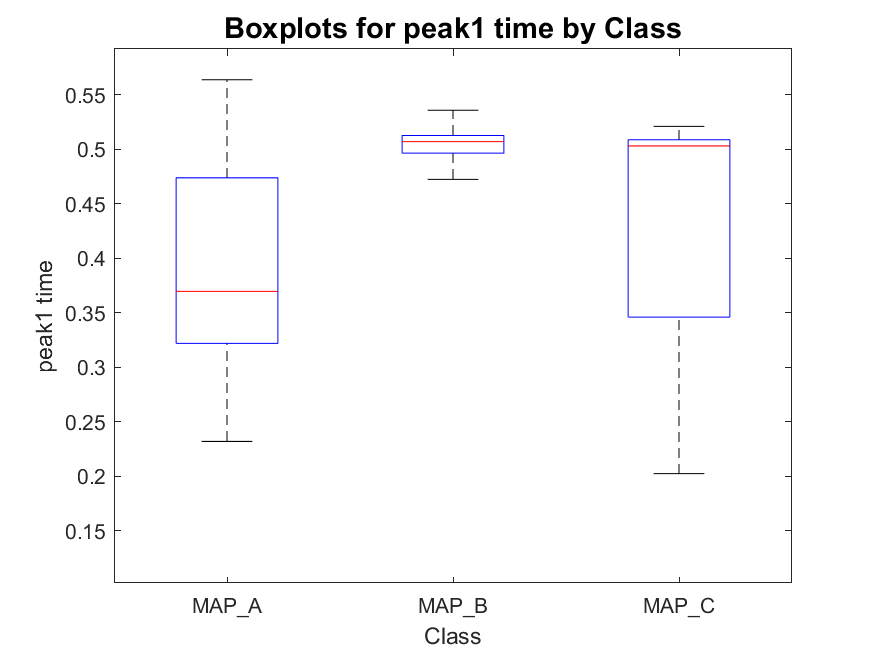 Boxplots for peak1 time by Class
peak1 time
0.55
0.5
0.45
0.4
0.35
0.3
0.25
0.2
0.15
MAP_A MAP_B MAP_C
Class